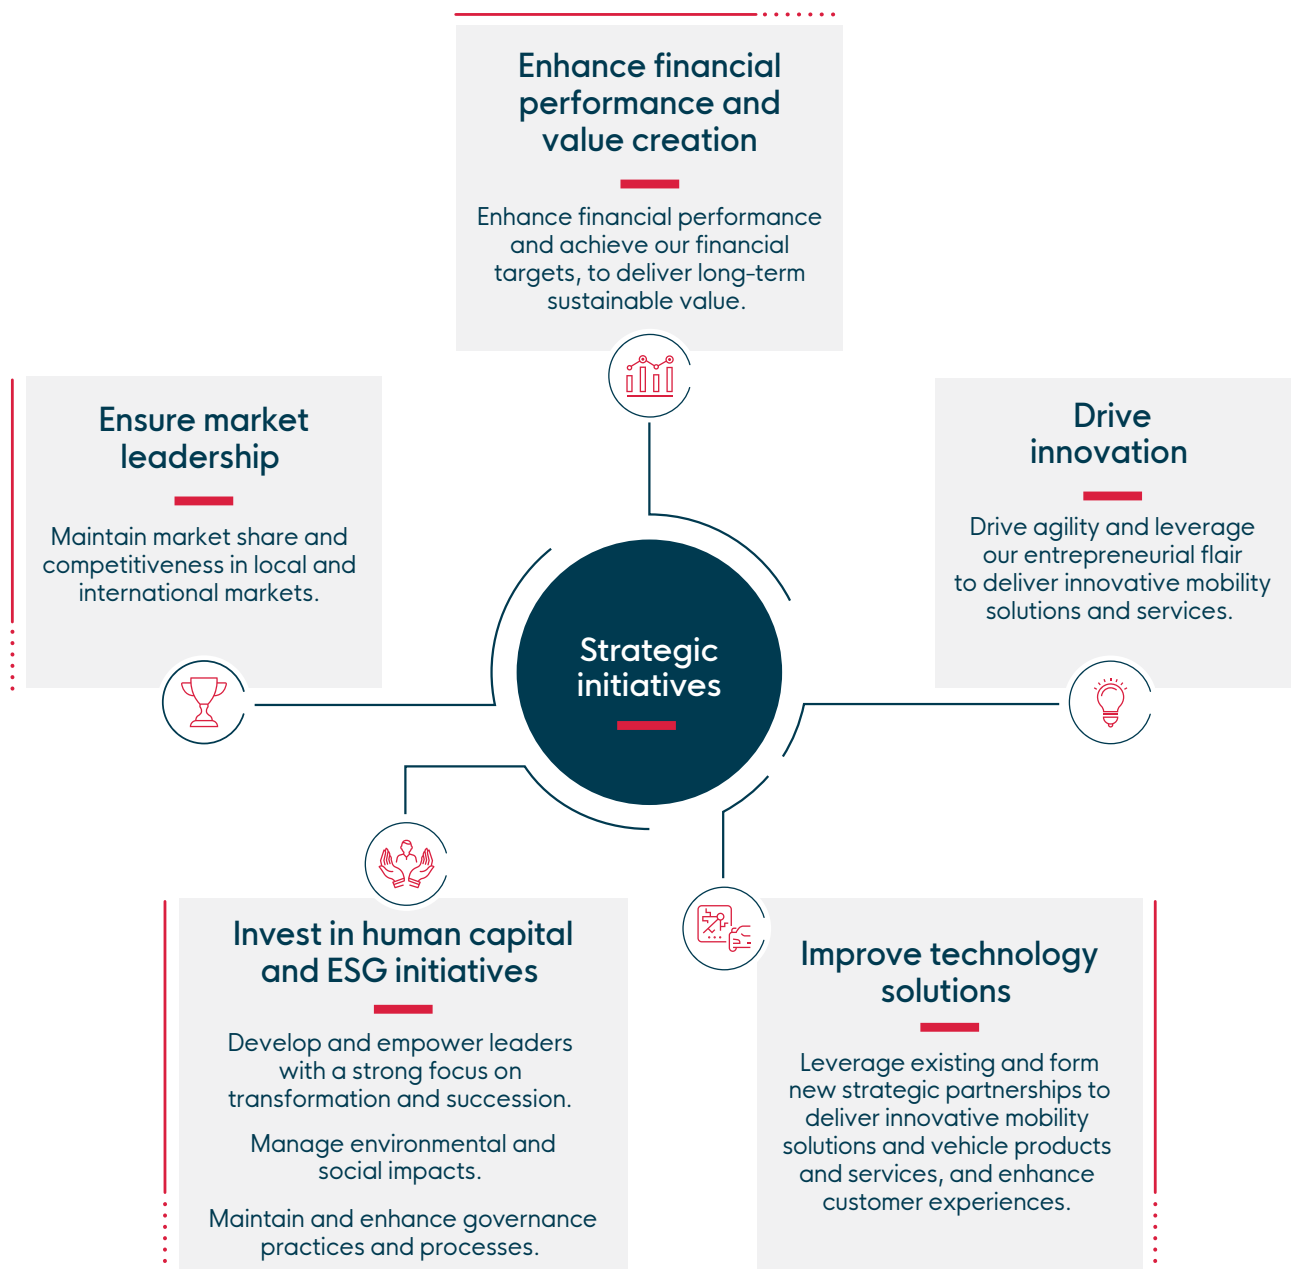 Enhance financial
performance and
value creation
Enhance financial performance
and achieve our financial
targets, to deliver long-term
sustainable value.
Ensure market
leadership
Maintain market share and
competitiveness in local and
international markets.
Drive
innovation
Drive agility and leverage
our entrepreneurial flair
to deliver innovative mobility
solutions and services.
Strategic
initiatives
Invest in human capital
and ESG initiatives
Develop and empower leaders
with a strong focus on
transformation and succession.
Manage environmental and
social impacts.
Maintain and enhance governance
practices and processes.
Improve technology
solutions
Leverage existing and form
new strategic partnerships to
deliver innovative mobility
solutions and vehicle products
and services, and enhance
customer experiences.